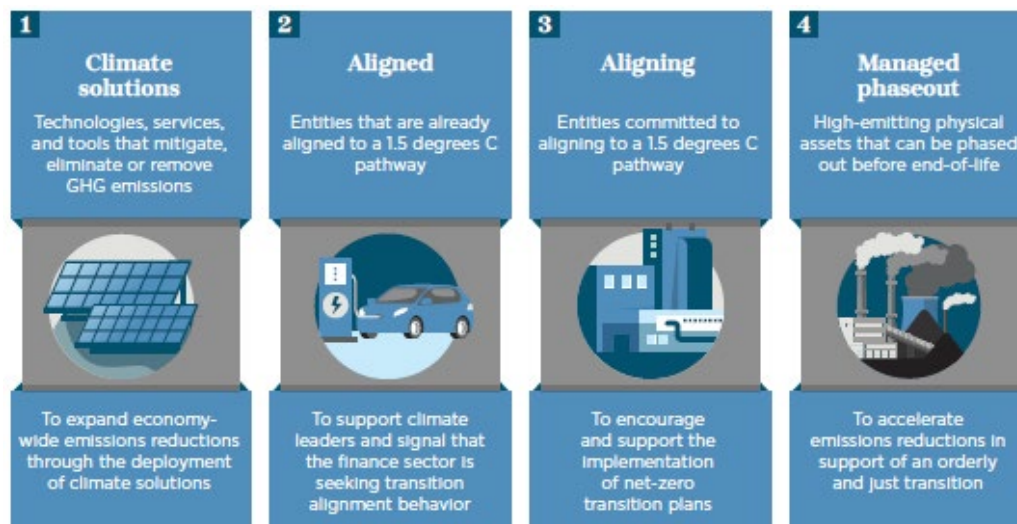 1
Climate
solutions
Technologies, services,
and tools that mitigate,
eliminate or remove
GHG emissions
To expand economy-
wide emissions reductions
through the deployment
of climate solutions
2
Aligned
Entities that are already
aligned to a 1.5 degrees C
pathway
To support climate
leaders and signal that
the finance sector is
seeking transition
alignment behavior
3
Aligning
Entities committed to
aligning to a 1.5 degrees C
pathway
To encourage
and support the
implementation
of net-zero
transition plans
4
Managed
phaseout
High-emitting physical
assets that can be phased
out before end-of-life
To accelerate
emissions reductions in
support of an orderly
and just transition